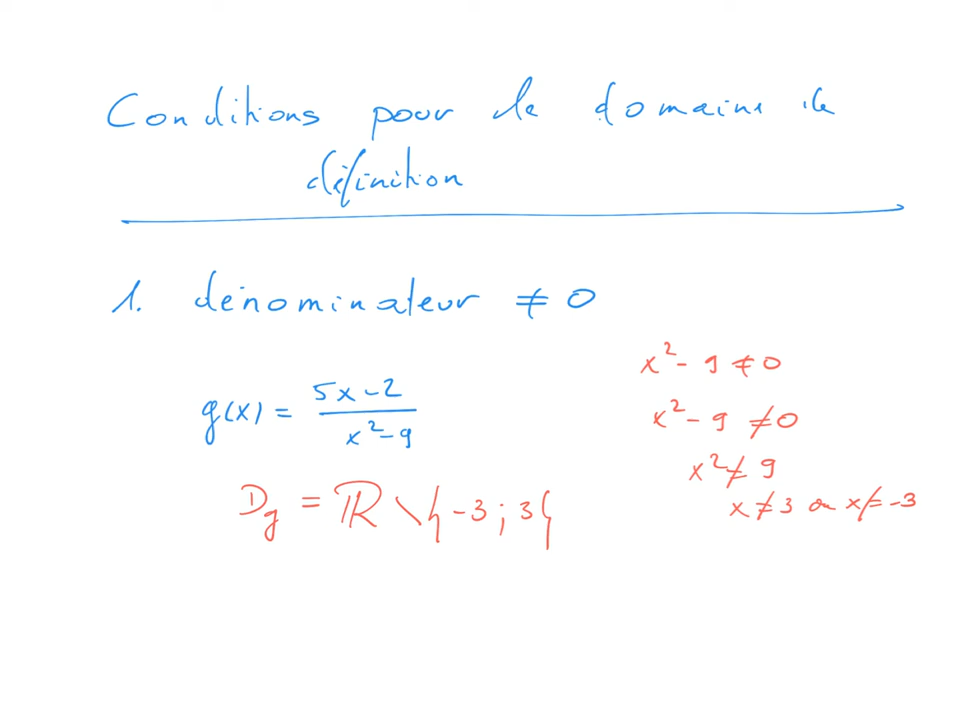 Conditions pour le domaine de
définition
1. dénominateur ≠ 0
g(x) = (5x-2)/(x²-9)
D_g = ℝ \ {-3 ; 3}
x² - 9 ≠ 0
x² - 9 ≠ 0
x² ≠ 9
x ≠ 3 ou x ≠ -3